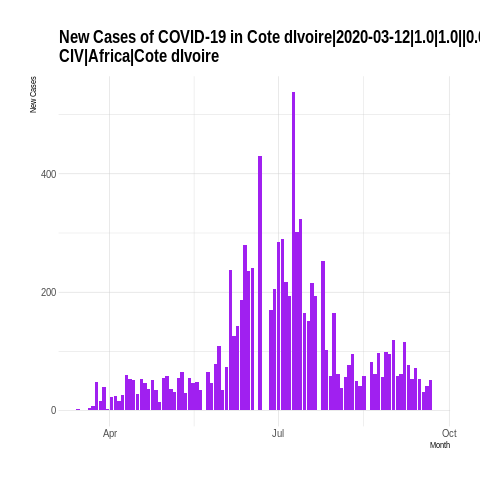 New Cases of COVID-19 in Cote dIvoire|2020-03-12|1.0|1.0||0.0
CIV|Africa|Cote dIvoire
New Cases
400
200
0
Apr
Jul
Oct
Month